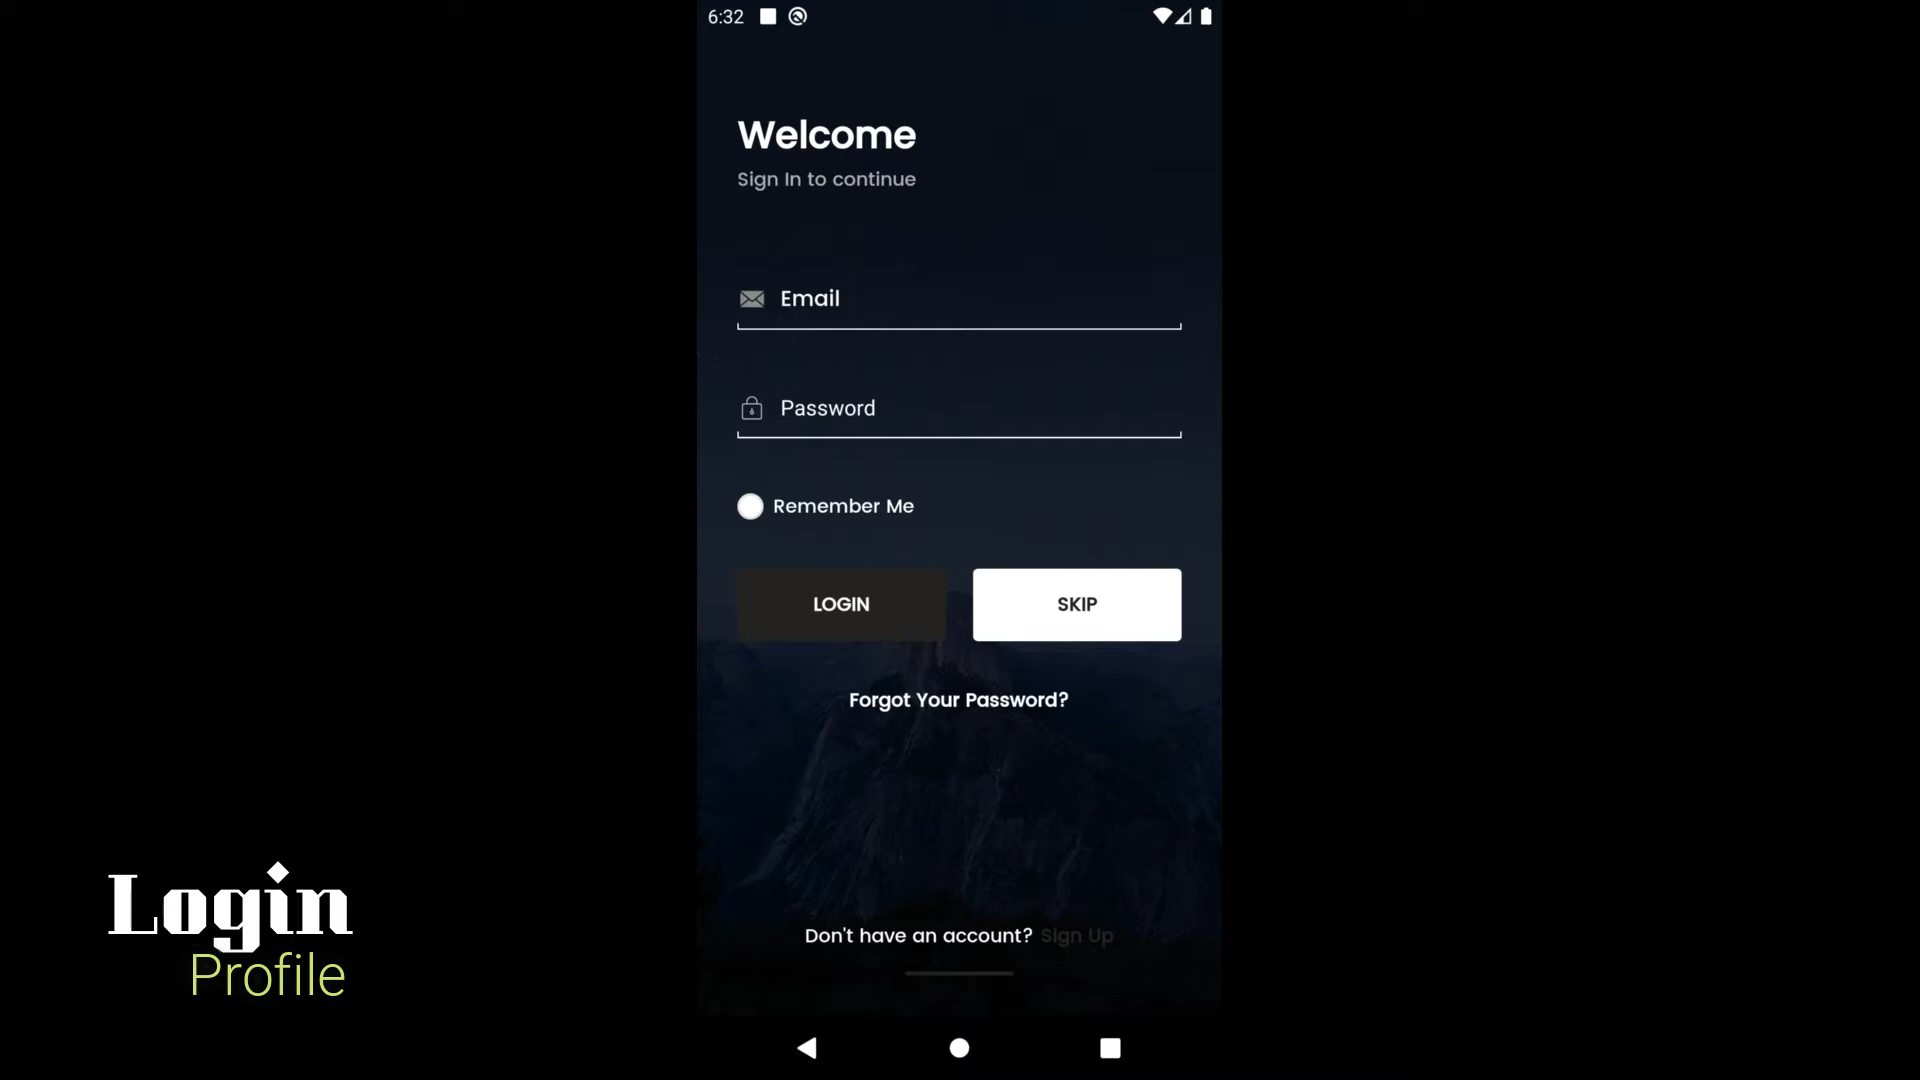 6:32
Welcome
Sign In to continue
Email
Password
Remember Me
LOGIN
SKIP
Forgot Your Password?
Don't have an account? Sign Up
Login
Profile